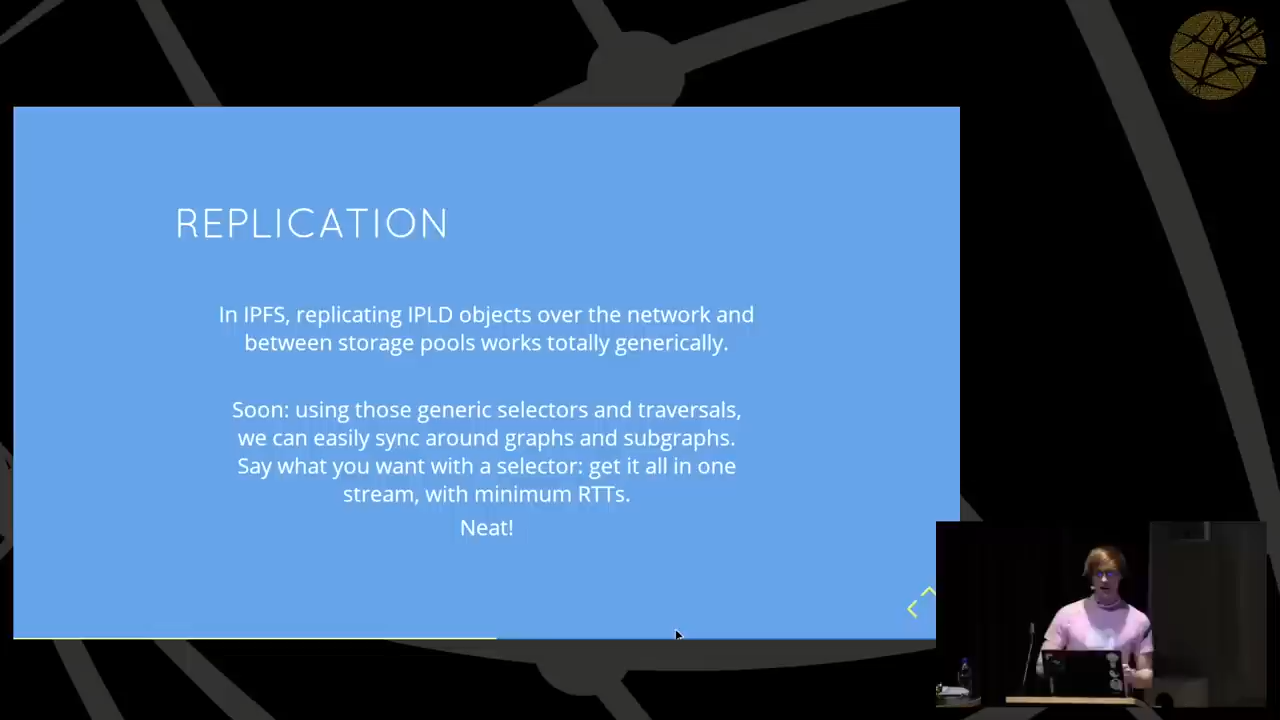 REPLICATION
In IPFS, replicating IPLD objects over the network and
between storage pools works totally generically.
Soon: using those generic selectors and traversals,
we can easily sync around graphs and subgraphs.
Say what you want with a selector: get it all in one
stream, with minimum RTTs.
Neat!